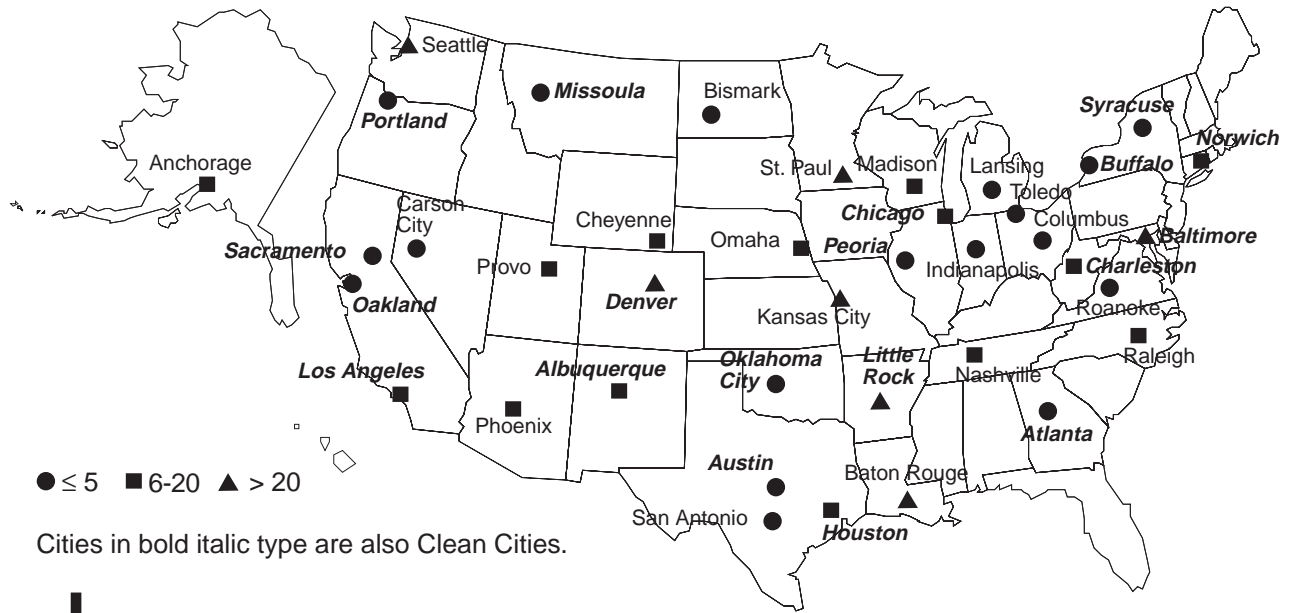 Seattle
Missoula
Bismark
Portland
Syracuse
Norwich
Anchorage
St. Paul
Madison
Lansing
Buffalo
Toledo
Carson
City
Cheyenne
Chicago
Columbus
Sacramento
Omaha
Peoria
Baltimore
Provo
Indianapolis
Charleston
Oakland
Denver
Kansas City
Roanoke
Los Angeles
Albuquerque
Oklahoma
City
Little
Rock
Nashville
Raleigh
Phoenix
Atlanta
Austin
Baton Rouge
San Antonio
Houston
≤ 5 6-20 > 20
Cities in bold italic type are also Clean Cities.